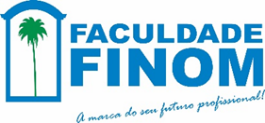 FACULDADE
FINOM
A marca do seu futuro profissional!